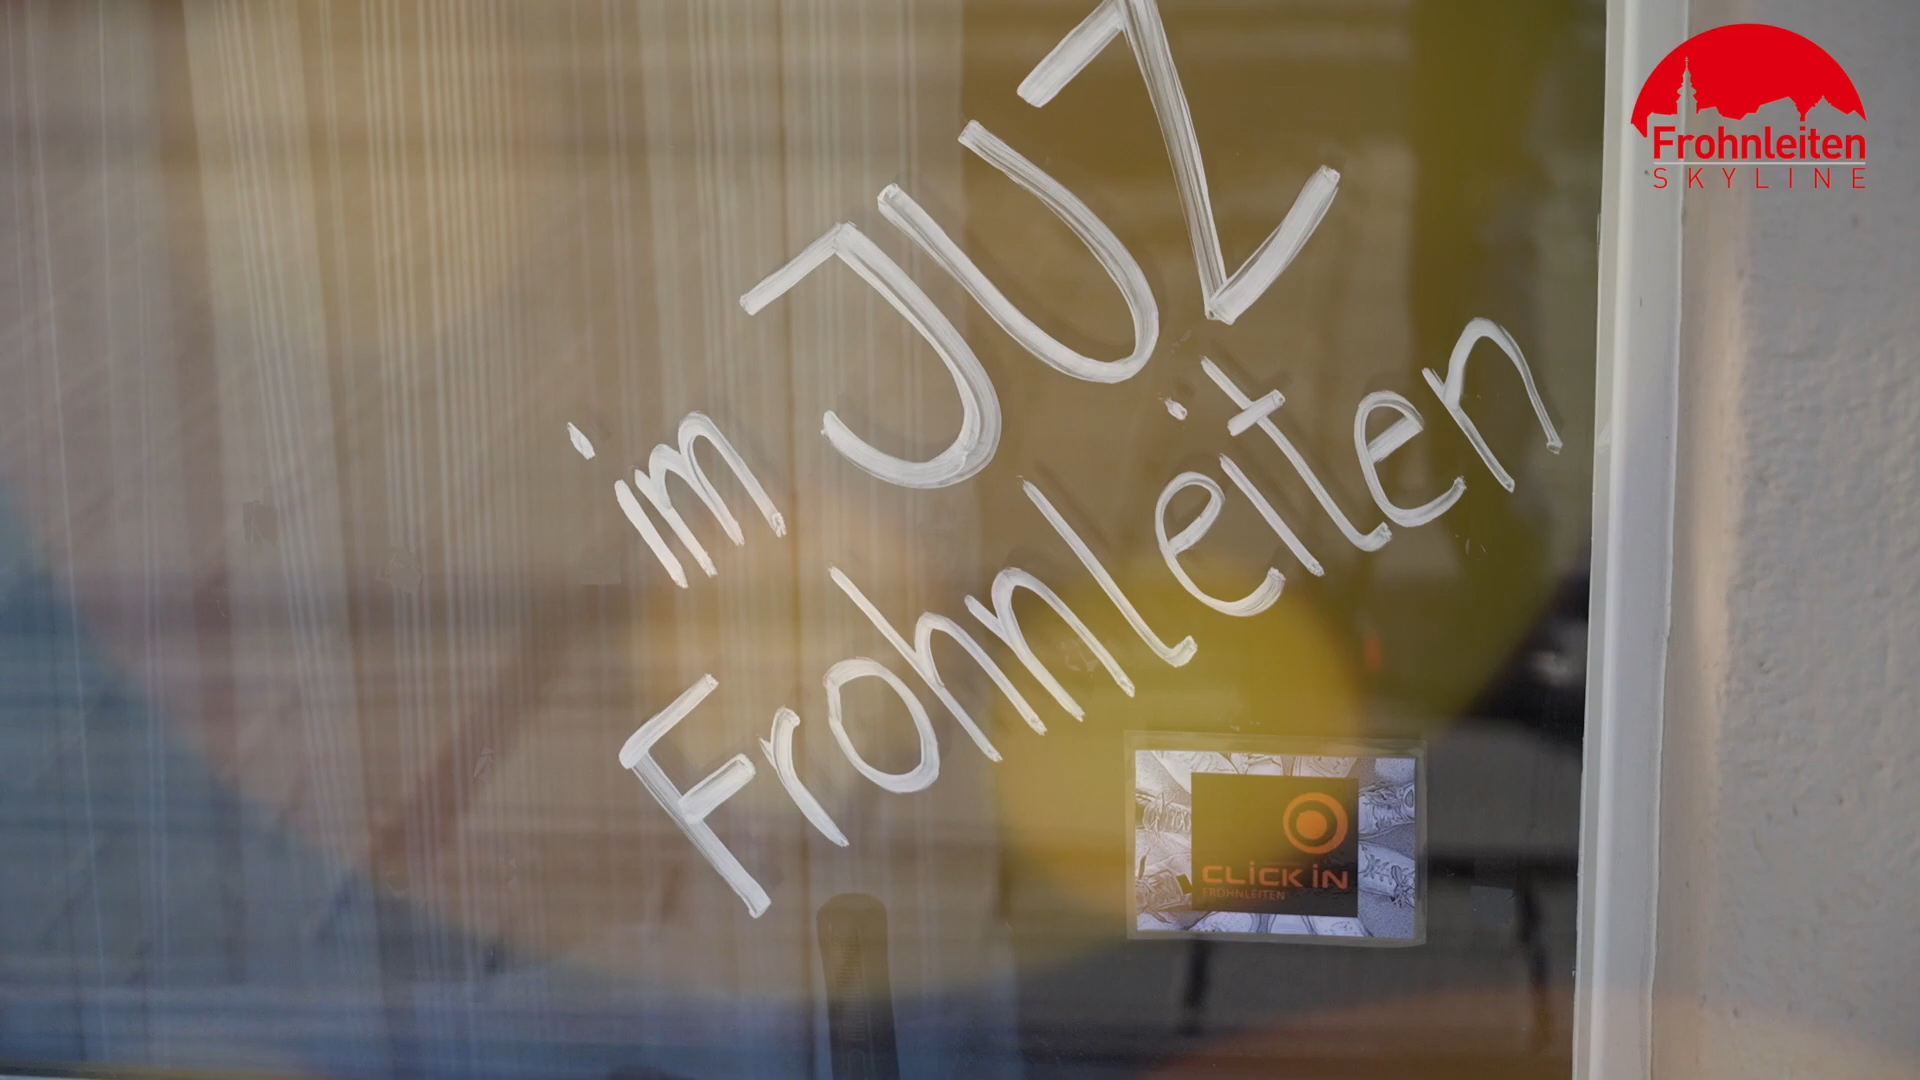 im JUZ
Frohnleiten
CLiCK iN
FROHNLEITEN
Frohnleiten
SKYLINE